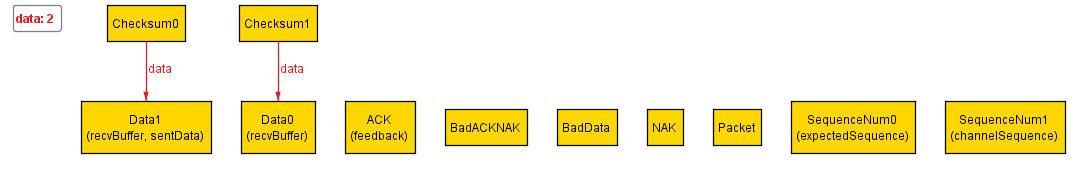 data: 2
Checksum0
Checksum1
data
data
Data1
(recvBuffer, sentData)
Data0
(recvBuffer)
ACK
(feedback)
BadACKNAK
BadData
NAK
Packet
SequenceNum0
(expectedSequence)
SequenceNum1
(channelSequence)